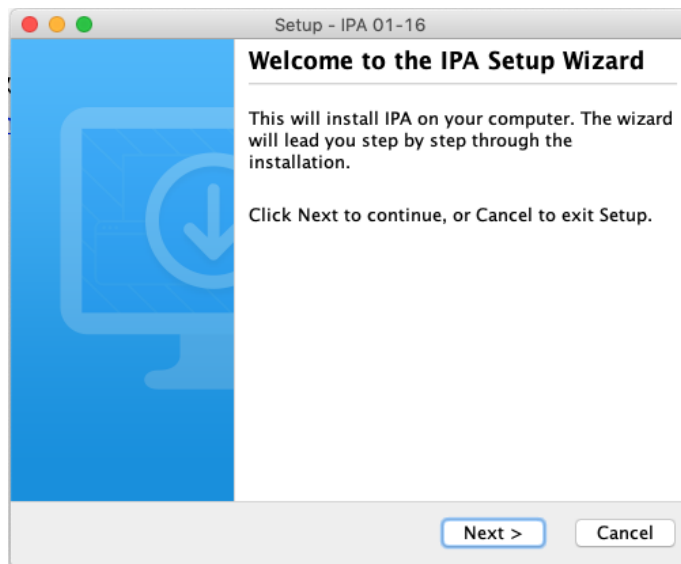 Setup - IPA 01-16
Welcome to the IPA Setup Wizard
This will install IPA on your computer. The wizard
will lead you step by step through the
installation.
Click Next to continue, or Cancel to exit Setup.
Next >
Cancel